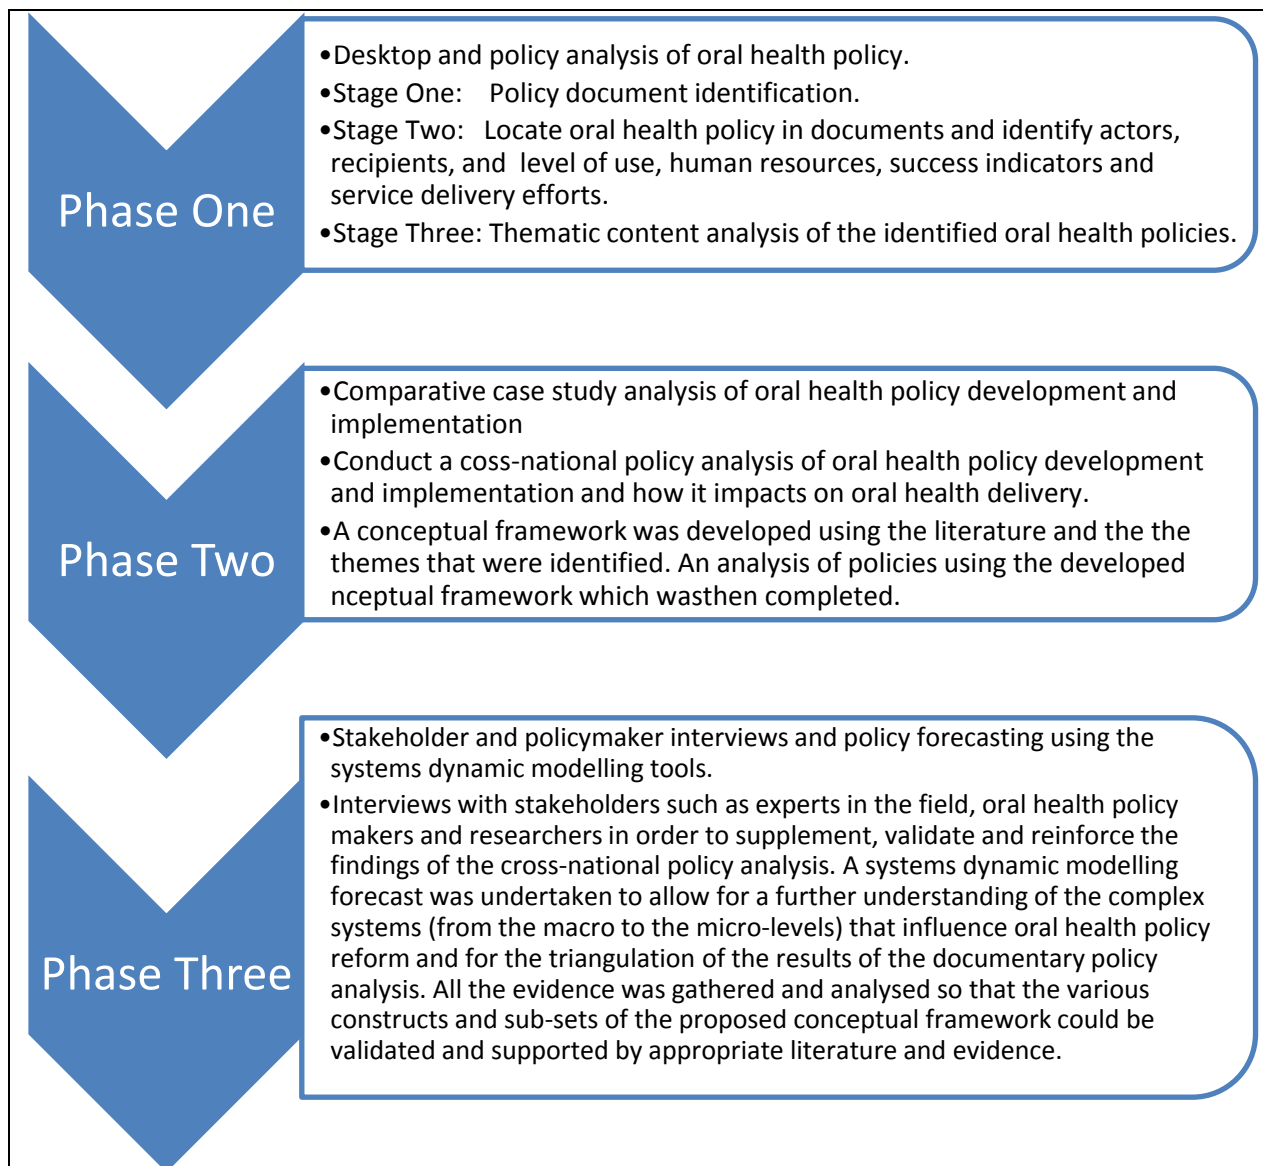 Phase One
•Desktop and policy analysis of oral health policy.
•Stage One: Policy document identification.
•Stage Two: Locate oral health policy in documents and identify actors,
recipients, and level of use, human resources, success indicators and
service delivery efforts.
•Stage Three: Thematic content analysis of the identified oral health policies.
Phase Two
•Comparative case study analysis of oral health policy development and
implementation
•Conduct a coss-national policy analysis of oral health policy development
and implementation and how it impacts on oral health delivery.
•A conceptual framework was developed using the literature and the the
themes that were identified. An analysis of policies using the developed
nceptual framework which wasthen completed.
Phase Three
•Stakeholder and policymaker interviews and policy forecasting using the
systems dynamic modelling tools.
•Interviews with stakeholders such as experts in the field, oral health policy
makers and researchers in order to supplement, validate and reinforce the
findings of the cross-national policy analysis. A systems dynamic modelling
forecast was undertaken to allow for a further understanding of the complex
systems (from the macro to the micro-levels) that influence oral health policy
reform and for the triangulation of the results of the documentary policy
analysis. All the evidence was gathered and analysed so that the various
constructs and sub-sets of the proposed conceptual framework could be
validated and supported by appropriate literature and evidence.